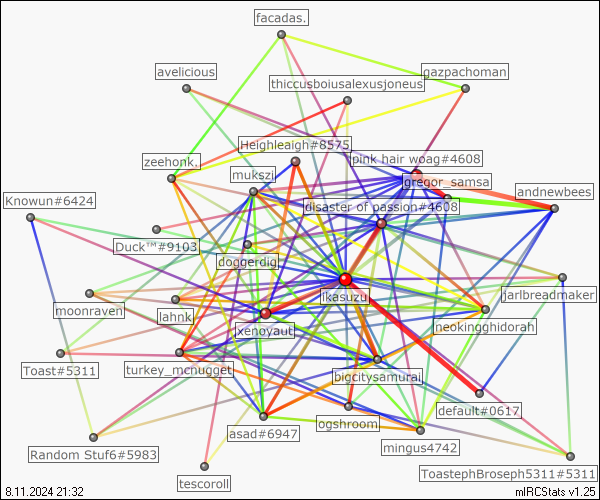 facadas.
avelicious
gazpachoman
thiccusboiusalexusjoneus
Heighleaigh#8575
pink hair woag#4608
zeehonk.
mukszi
gregor_samsa
andnewbees
Knowun#6424
disaster of passion#4608
Duck™#9103
doggerdig
ikasuzu
jarlbreadmaker
moonraven
lahnk
xenoyaut
neokingghidorah
Toast#5311
turkey_mcnugget
bigcitysamurai
default#0617
asad#6947
ogshroom
mingus4742
Random Stuf6#5983
ToastephBroseph5311#5311
tescoroll
8.11.2024 21:32
mIRCStats v1.25